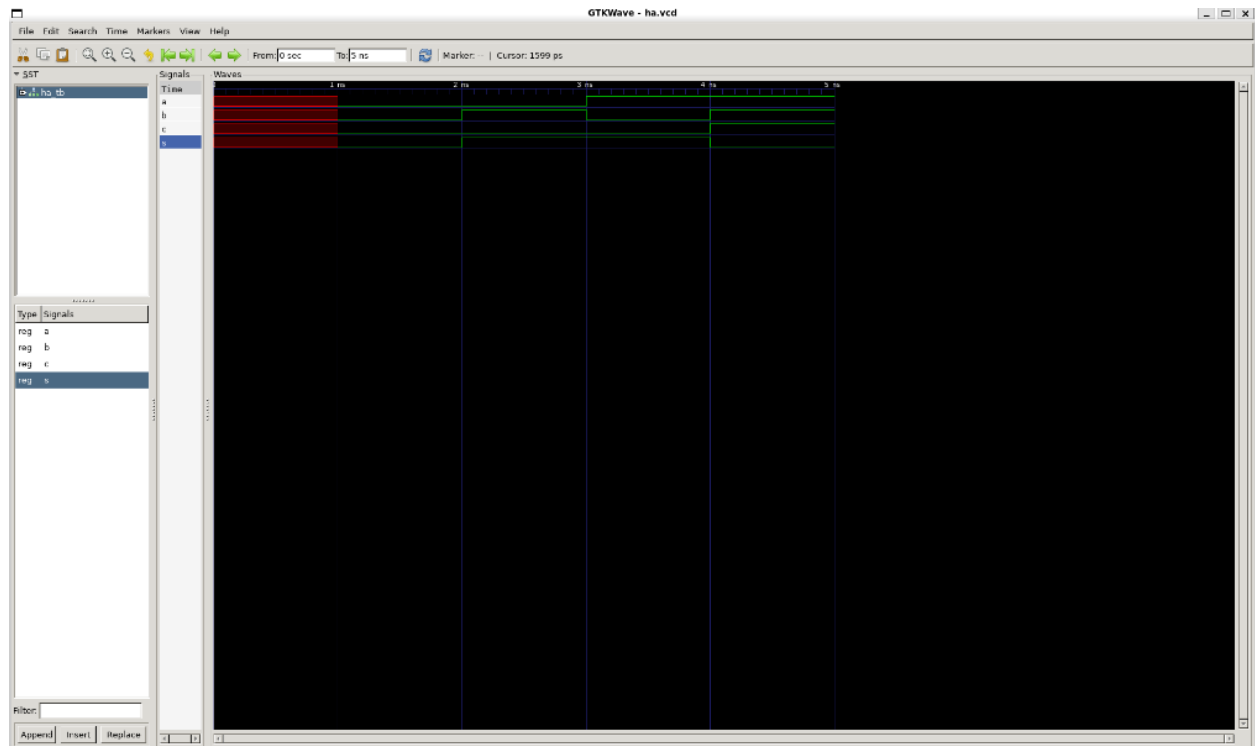 GTKWave - ha.vcd
File Edit Search Time Markers View Help
From: 0 sec To: 5 ns | Marker: -- | Cursor: 1599 ps
SST
ha_tb
Signals
Time
a
b
c
s
Waves
1 ns 2 ns 3 ns 4 ns 5 ns
Type Signals
reg a
reg b
reg c
reg s
Filter:
Append Insert Replace